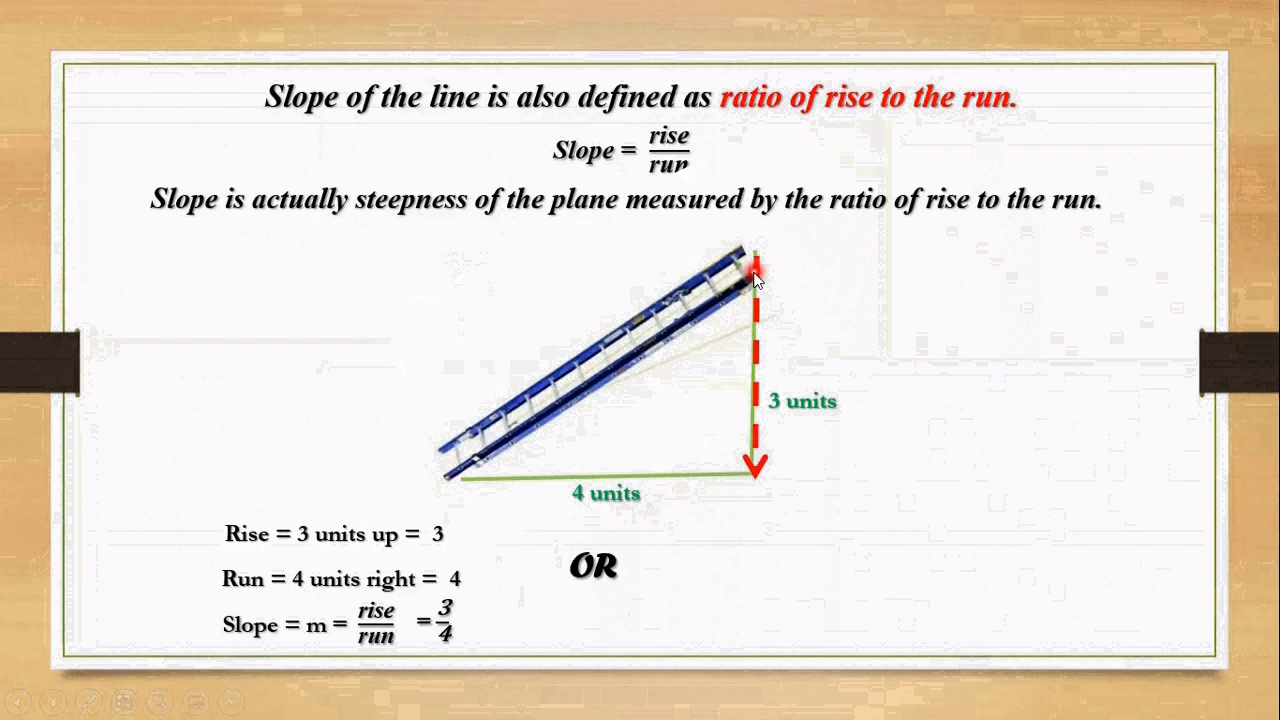 Slope of the line is also defined as ratio of rise to the run.
Slope = rise/run
Slope is actually steepness of the plane measured by the ratio of rise to the run.
3 units
4 units
Rise = 3 units up = 3
Run = 4 units right = 4
Slope = m = rise/run = 3/4
OR